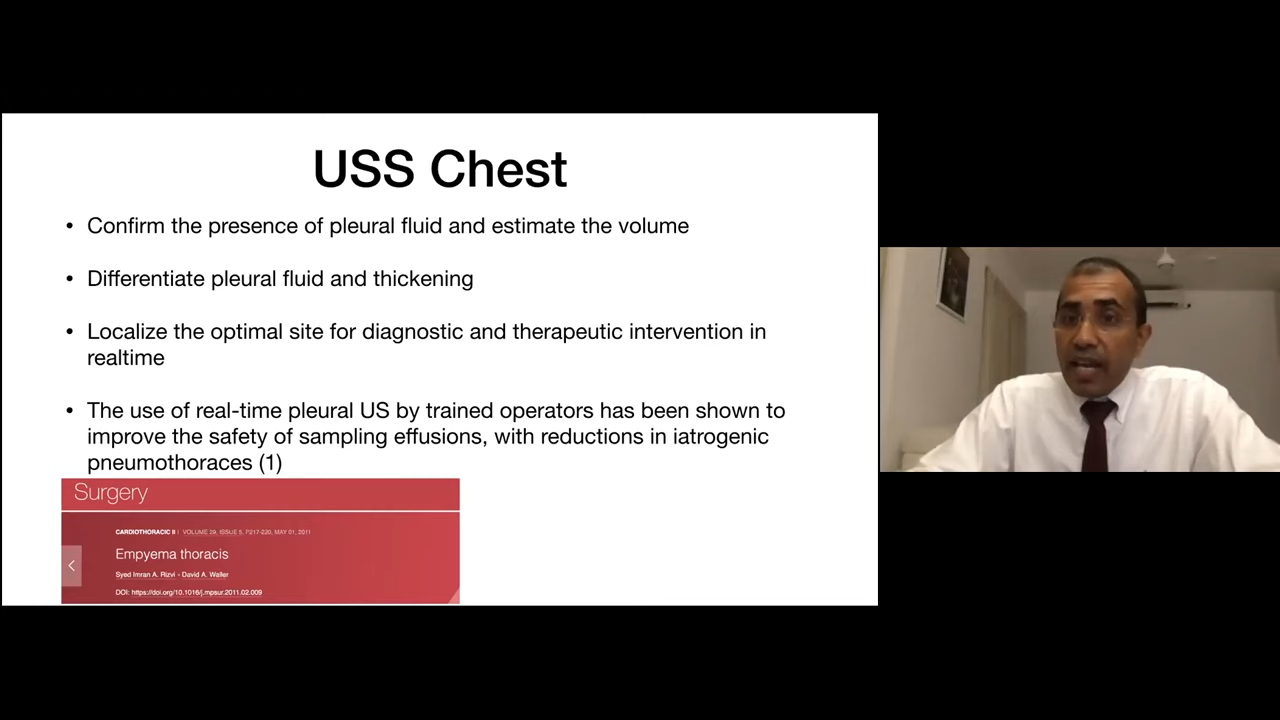 USS Chest
• Confirm the presence of pleural fluid and estimate the volume
• Differentiate pleural fluid and thickening
• Localize the optimal site for diagnostic and therapeutic intervention in
realtime
• The use of real-time pleural US by trained operators has been shown to
improve the safety of sampling effusions, with reductions in iatrogenic
pneumothoraces (1)
Surgery
CARDIOTHORACIC II | VOLUME 29, ISSUE 5, P217-220, MAY 01, 2011
Empyema thoracis
Syed Imran A. Rizvi • David A. Waller
DOI: https://doi.org/10.1016/j.mpsur.2011.02.009